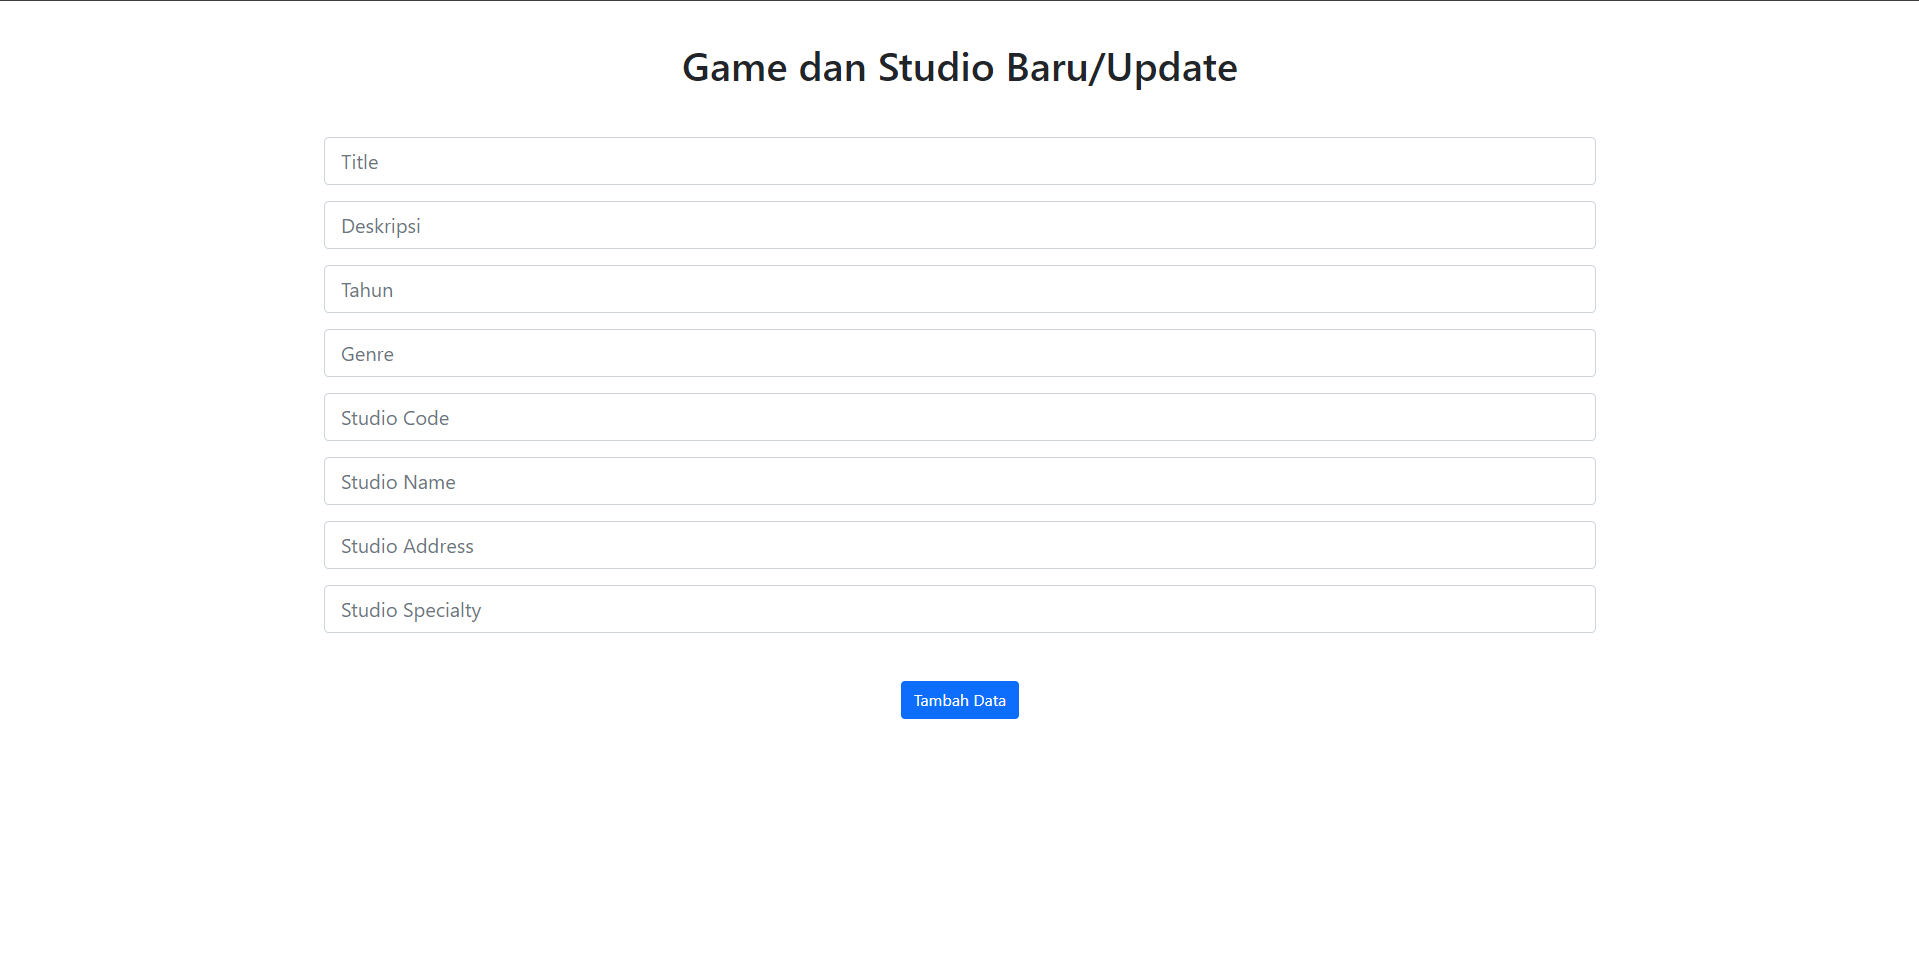 Game dan Studio Baru/Update
Title
Deskripsi
Tahun
Genre
Studio Code
Studio Name
Studio Address
Studio Specialty
Tambah Data